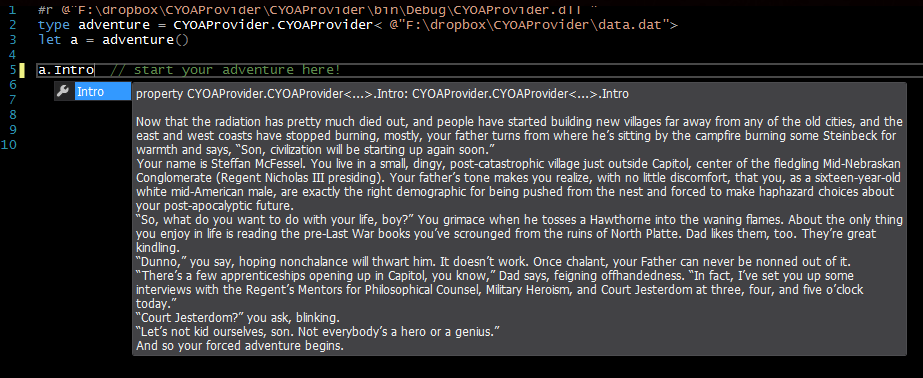 1 #r @"F:\dropbox\CYOAProvider\CYOAProvider\bin\Debug\CYOAProvider.dll "
2 type adventure = CYOAProvider.CYOAProvider< @"F:\dropbox\CYOAProvider\data.dat">
3 let a = adventure()
4
5 a.Intro // start your adventure here!
6 Intro property CYOAProvider.CYOAProvider<...>.Intro: CYOAProvider.CYOAProvider<...>.Intro
7
8
9
10
Now that the radiation has pretty much died out, and people have started building new villages far away from any of the old cities, and the
east and west coasts have stopped burning, mostly, your father turns from where he’s sitting by the campfire burning some Steinbeck for
warmth and says, “Son, civilization will be starting up again soon.”
Your name is Steffan McFessel. You live in a small, dingy, post-catastrophic village just outside Capitol, center of the fledgling Mid-Nebraskan
Conglomerate (Regent Nicholas III presiding). Your father’s tone makes you realize, with no little discomfort, that you, as a sixteen-year-old
white mid-American male, are exactly the right demographic for being pushed from the nest and forced to make haphazard choices about
your post-apocalyptic future.
“So, what do you want to do with your life, boy?” You grimace when he tosses a Hawthorne into the waning flames. About the only thing
you enjoy in life is reading the pre-Last War books you’ve scrounged from the ruins of North Platte. Dad likes them, too. They’re great
kindling.
“Dunno,” you say, hoping nonchalance will thwart him. It doesn’t work. Once chalant, your Father can never be nonned out of it.
“There’s a few apprenticeships opening up in Capitol, you know,” Dad says, feigning offhandedness. “In fact, I’ve set you up some
interviews with the Regent’s Mentors for Philosophical Counsel, Military Heroism, and Court Jesterdom at three, four, and five o’clock
today.”
“Court Jesterdom?” you ask, blinking.
“Let’s not kid ourselves, son. Not everybody’s a hero or a genius.”
And so your forced adventure begins.